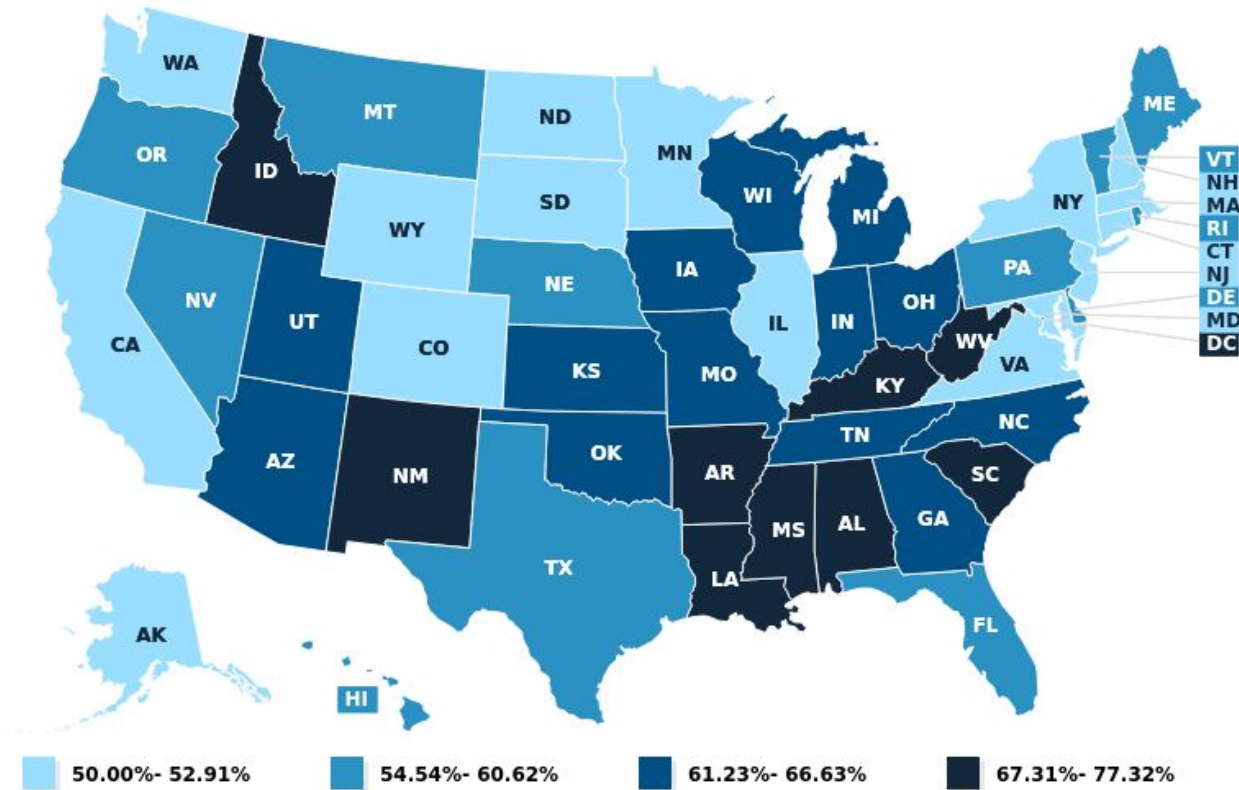 WA
MT
ND
MN
ME
OR
ID
SD
WI
MI
NY
VT
NH
MA
RI
CT
NJ
DE
MD
DC
WY
NV
UT
CO
NE
IA
IL
IN
OH
PA
WV
VA
CA
KS
MO
KY
AZ
NM
OK
AR
TN
NC
SC
TX
LA
MS
AL
GA
FL
AK
HI
50.00%- 52.91%
54.54%- 60.62%
61.23%- 66.63%
67.31%- 77.32%